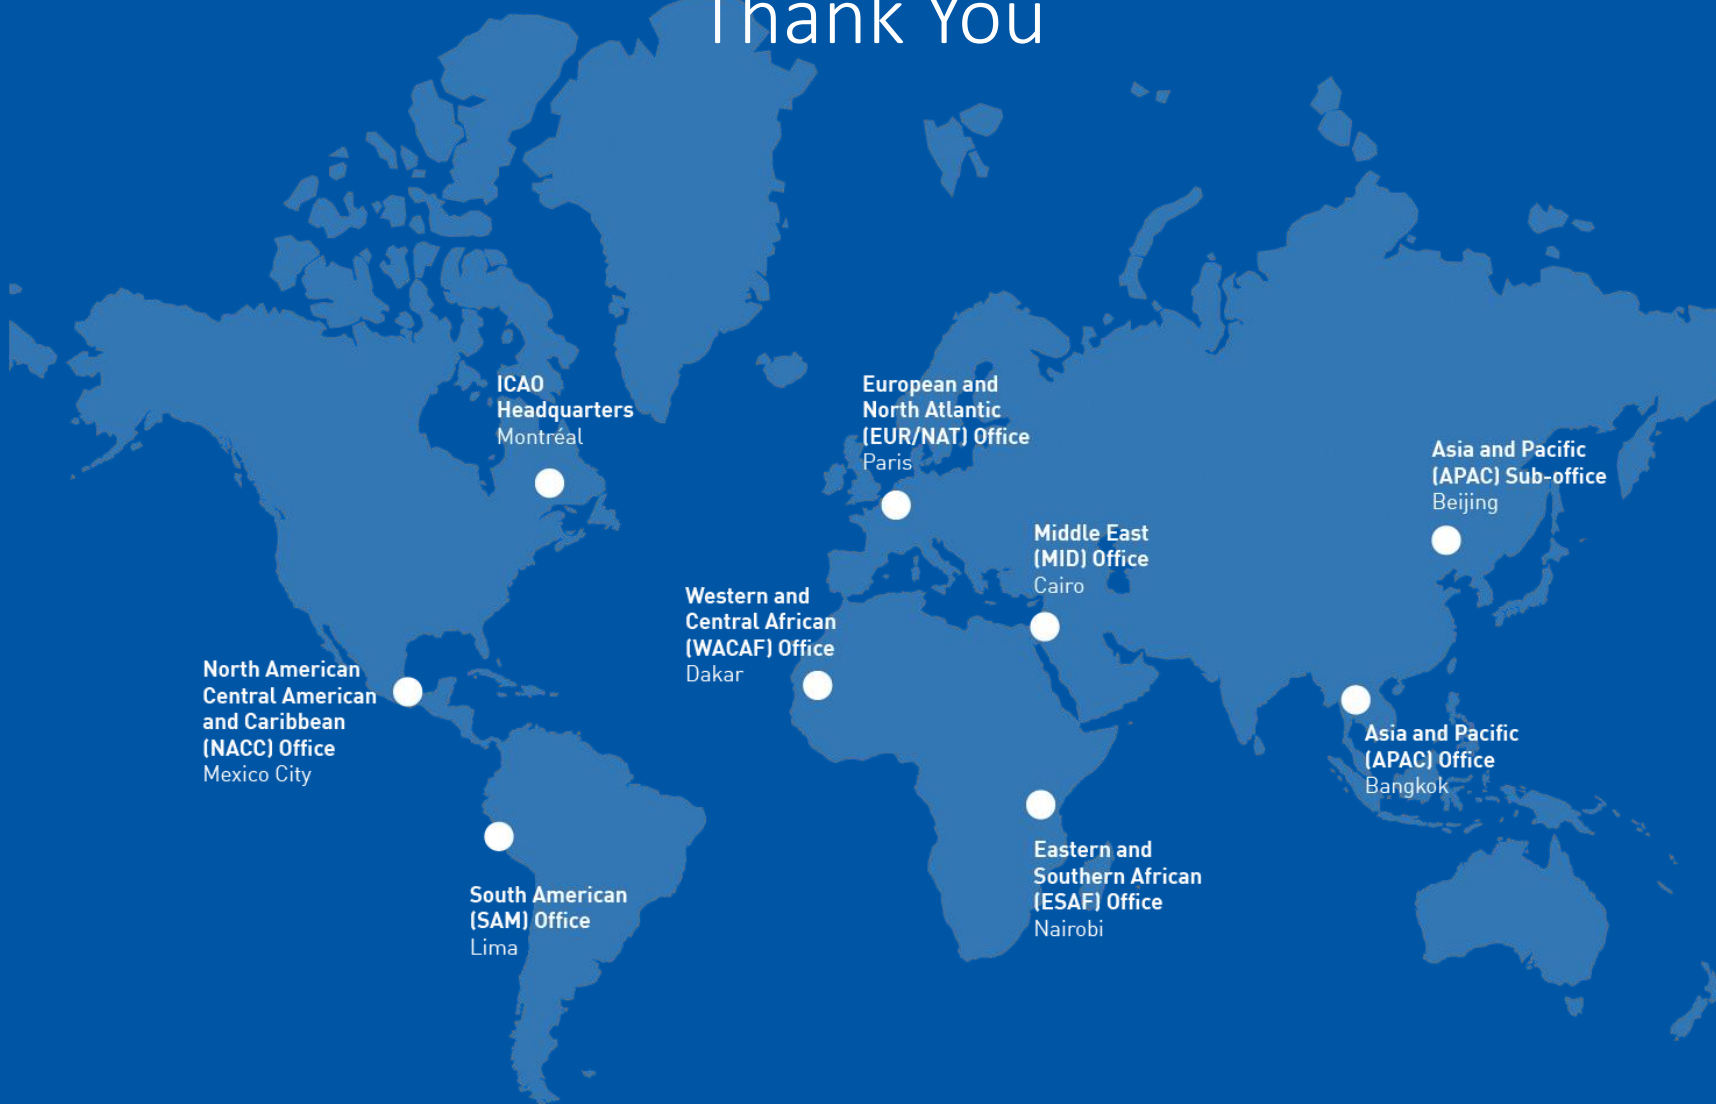 Thank You
ICAO
Headquarters
Montréal
European and
North Atlantic
(EUR/NAT) Office
Paris
Asia and Pacific
(APAC) Sub-office
Beijing
Middle East
(MID) Office
Cairo
Western and
Central African
(WACAF) Office
Dakar
North American
Central American
and Caribbean
(NACC) Office
Mexico City
Asia and Pacific
(APAC) Office
Bangkok
Eastern and
Southern African
(ESAF) Office
Nairobi
South American
(SAM) Office
Lima